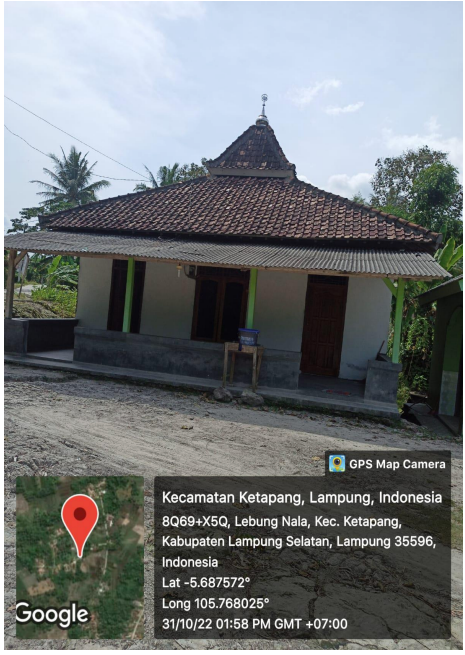 GPS Map Camera
Kecamatan Ketapang, Lampung, Indonesia
8Q69+X5Q, Lebung Nala, Kec. Ketapang,
Kabupaten Lampung Selatan, Lampung 35596,
Indonesia
Lat -5.687572°
Long 105.768025°
31/10/22 01:58 PM GMT +07:00
Google